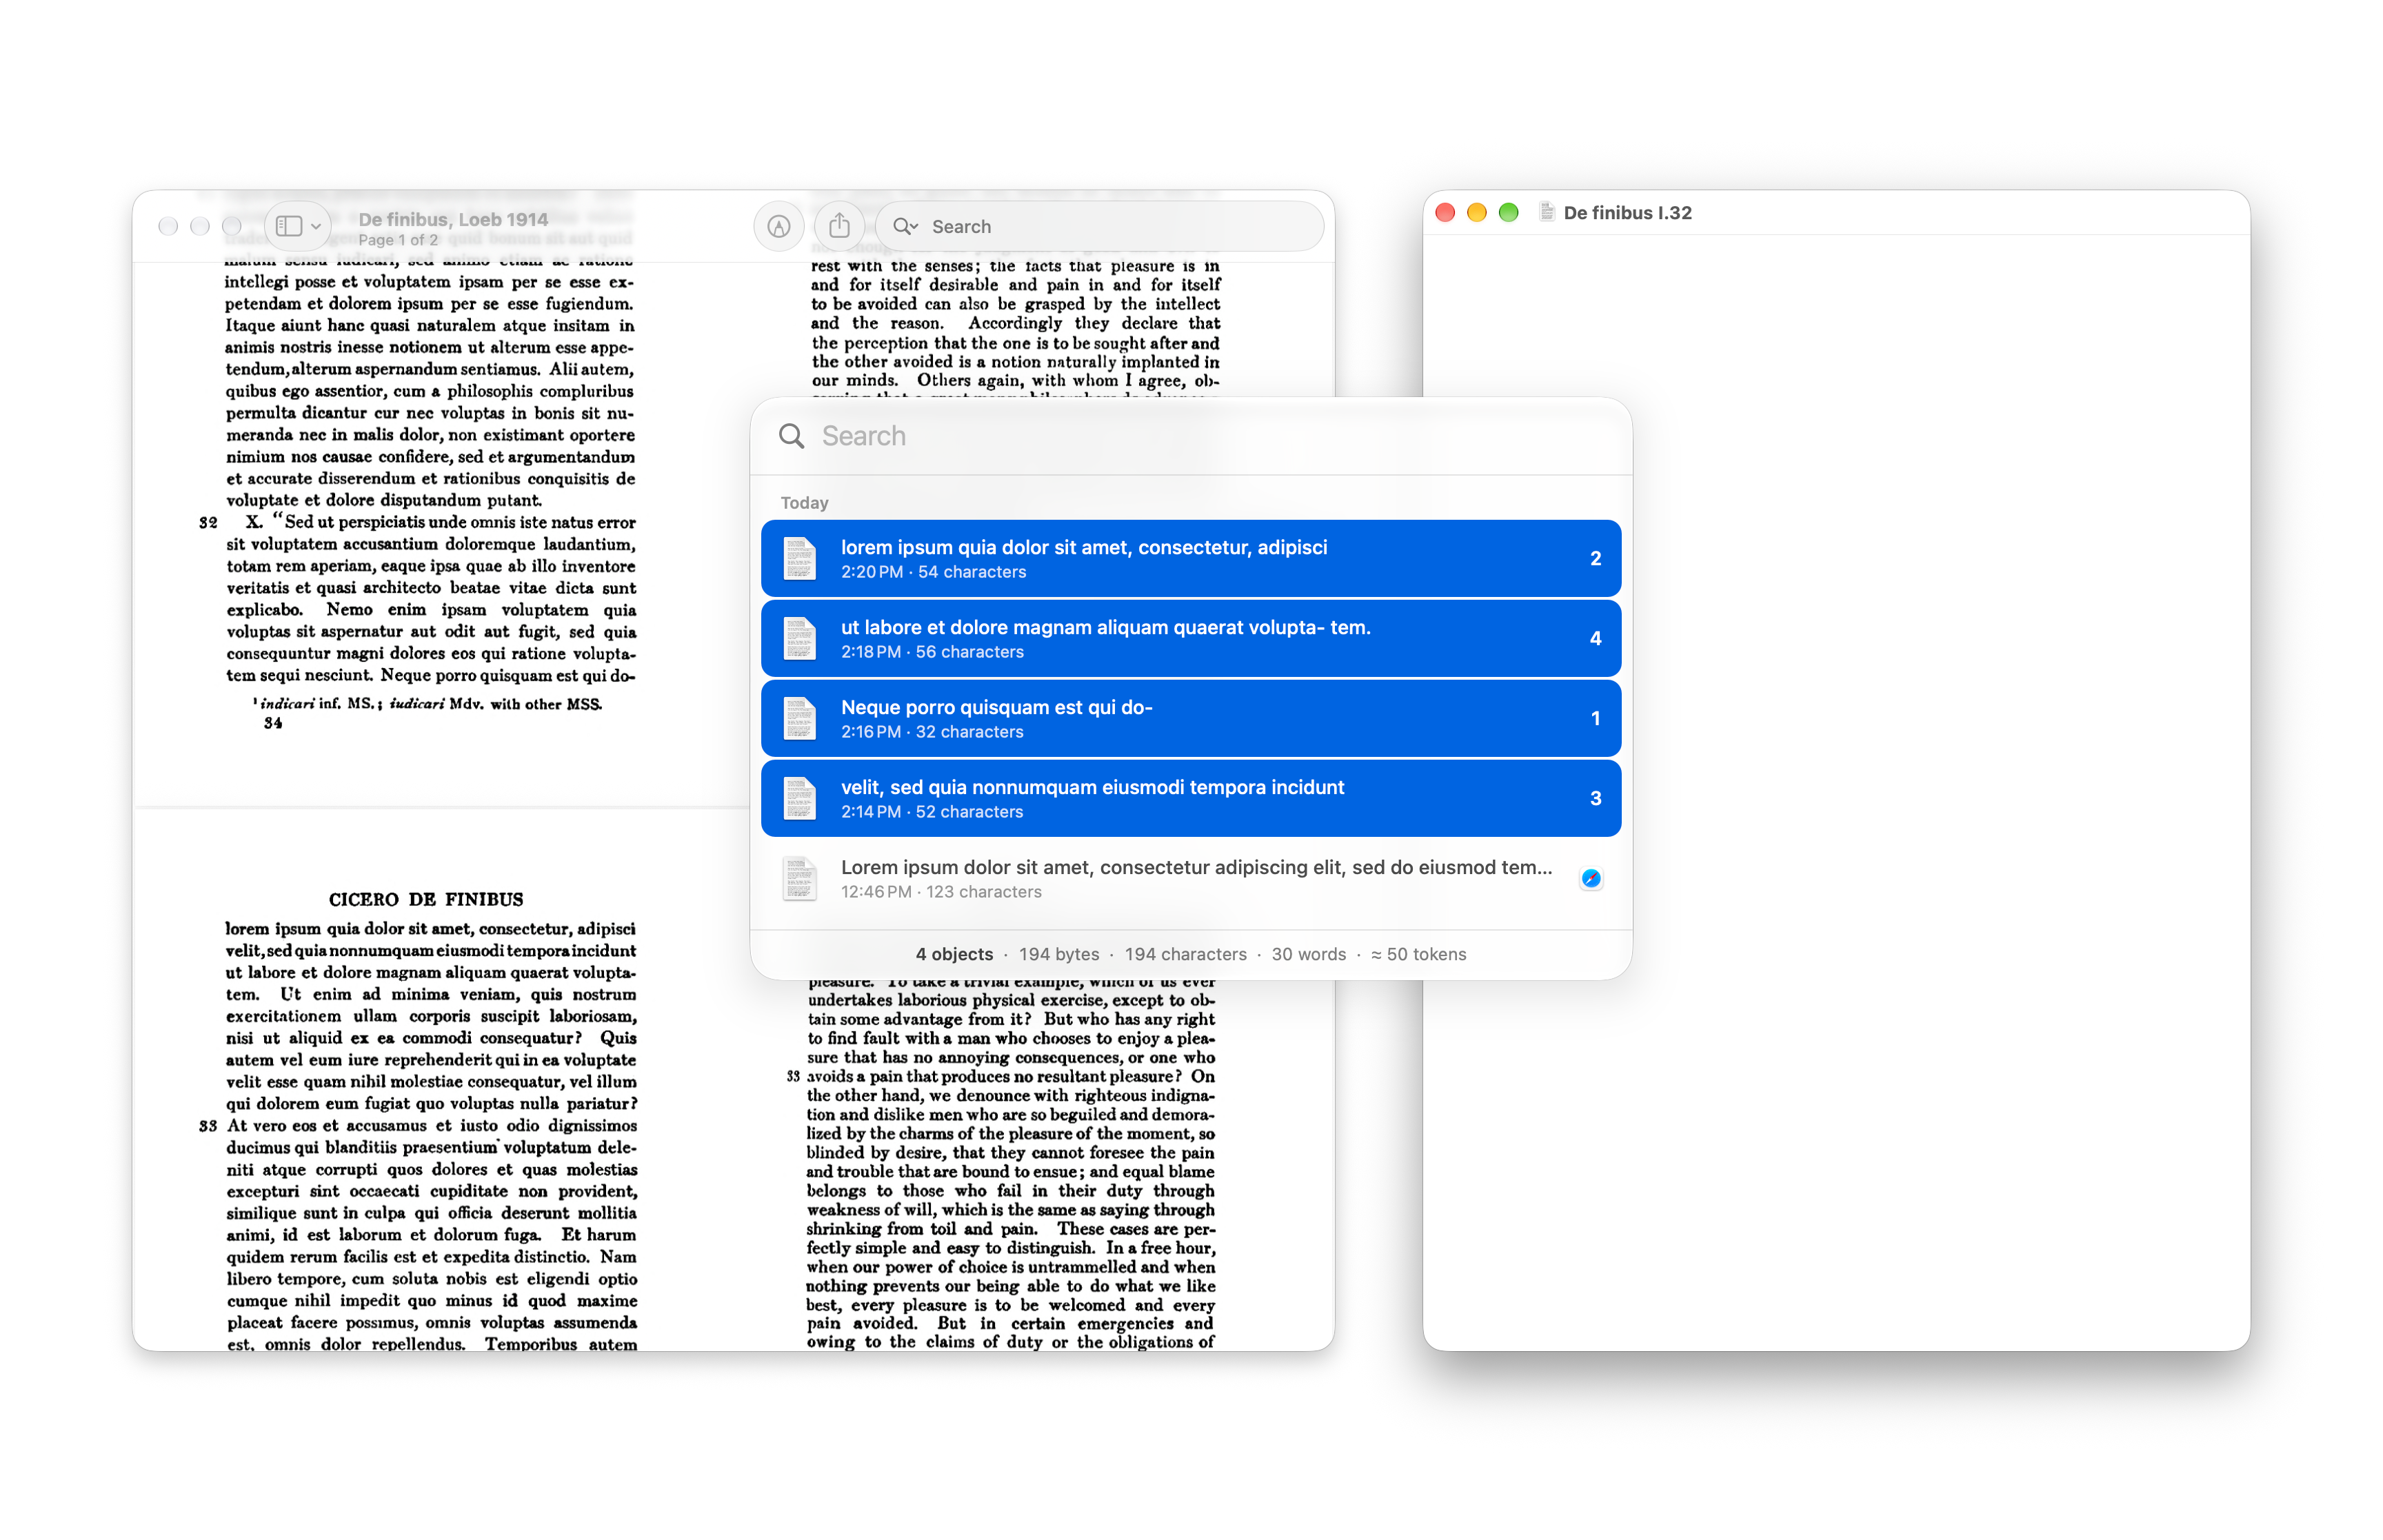 De finibus, Loeb 1914
Page 1 of 2
Search
malum sensu iudicari, sed animo etiam ac ratione
intellegi posse et voluptatem ipsam per se esse ex-
petendam et dolorem ipsum per se esse fugiendum.
Itaque aiunt hanc quasi naturalem atque insitam in
animis nostris inesse notionem ut alterum esse appe-
tendum, alterum aspernandum sentiamus. Alii autem,
quibus ego assentior, cum a philosophis compluribus
permulta dicantur cur nec voluptas in bonis sit nu-
meranda nec in malis dolor, non existimant oportere
nimium nos causae confidere, sed et argumentandum
et accurate disserendum et rationibus conquisitis de
voluptate et dolore disputandum putant.
32 X. “Sed ut perspiciatis unde omnis iste natus error
sit voluptatem accusantium doloremque laudantium,
totam rem aperiam, eaque ipsa quae ab illo inventore
veritatis et quasi architecto beatae vitae dicta sunt
explicabo. Nemo enim ipsam voluptatem quia
voluptas sit aspernatur aut odit aut fugit, sed quia
consequuntur magni dolores eos qui ratione volupta-
tem sequi nesciunt. Neque porro quisquam est qui do-
¹ indicari inf. MS.; iudicari Mdv. with other MSS.
34
rest with the senses; the facts that pleasure is in
and for itself desirable and pain in and for itself
to be avoided can also be grasped by the intellect
and the reason. Accordingly they declare that
the perception that the one is to be sought after and
the other avoided is a notion naturally implanted in
our minds. Others again, with whom I agree, ob-
CICERO DE FINIBUS
lorem ipsum quia dolor sit amet, consectetur, adipisci
velit, sed quia nonnumquam eiusmodi tempora incidunt
ut labore et dolore magnam aliquam quaerat volupta-
tem. Ut enim ad minima veniam, quis nostrum
exercitationem ullam corporis suscipit laboriosam,
nisi ut aliquid ex ea commodi consequatur? Quis
autem vel eum iure reprehenderit qui in ea voluptate
velit esse quam nihil molestiae consequatur, vel illum
qui dolorem eum fugiat quo voluptas nulla pariatur?
33 At vero eos et accusamus et iusto odio dignissimos
ducimus qui blanditiis praesentium voluptatum dele-
niti atque corrupti quos dolores et quas molestias
excepturi sint occaecati cupiditate non provident,
similique sunt in culpa qui officia deserunt mollitia
animi, id est laborum et dolorum fuga. Et harum
quidem rerum facilis est et expedita distinctio. Nam
libero tempore, cum soluta nobis est eligendi optio
cumque nihil impedit quo minus id quod maxime
placeat facere possimus, omnis voluptas assumenda
est, omnis dolor repellendus. Temporibus autem
pleasure. To take a trivial example, which of us ever
undertakes laborious physical exercise, except to ob-
tain some advantage from it? But who has any right
to find fault with a man who chooses to enjoy a plea-
sure that has no annoying consequences, or one who
33 avoids a pain that produces no resultant pleasure? On
the other hand, we denounce with righteous indigna-
tion and dislike men who are so beguiled and demora-
lized by the charms of the pleasure of the moment, so
blinded by desire, that they cannot foresee the pain
and trouble that are bound to ensue; and equal blame
belongs to those who fail in their duty through
weakness of will, which is the same as saying through
shrinking from toil and pain. These cases are per-
fectly simple and easy to distinguish. In a free hour,
when our power of choice is untrammelled and when
nothing prevents our being able to do what we like
best, every pleasure is to be welcomed and every
pain avoided. But in certain emergencies and
owing to the claims of duty or the obligations of
Search
Today
lorem ipsum quia dolor sit amet, consectetur, adipisci
2:20 PM · 54 characters
2
ut labore et dolore magnam aliquam quaerat volupta- tem.
2:18 PM · 56 characters
4
Neque porro quisquam est qui do-
2:16 PM · 32 characters
1
velit, sed quia nonnumquam eiusmodi tempora incidunt
2:14 PM · 52 characters
3
Lorem ipsum dolor sit amet, consectetur adipiscing elit, sed do eiusmod tem...
12:46 PM · 123 characters
4 objects · 194 bytes · 194 characters · 30 words · ≈ 50 tokens
De finibus I.32